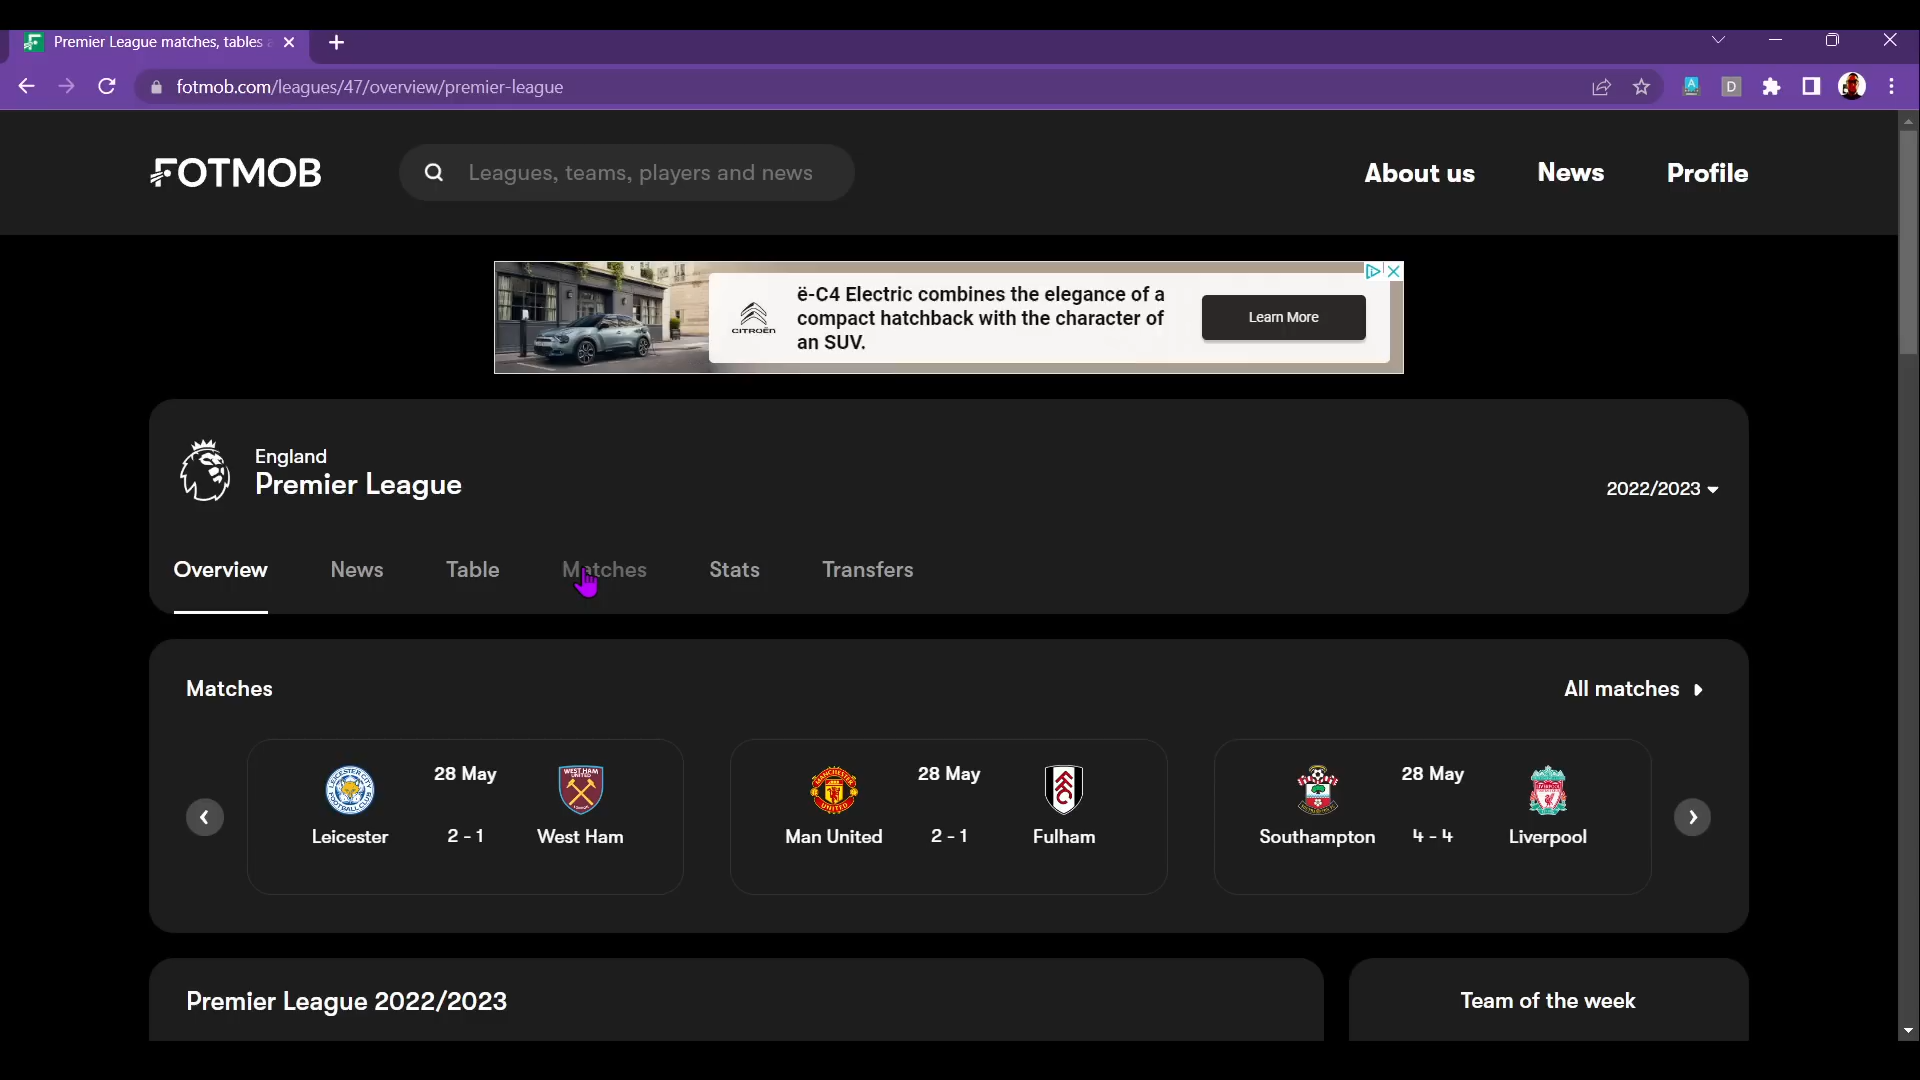 Premier League matches, tables a
fotmob.com/leagues/47/overview/premier-league
D
FOTMOB
Leagues, teams, players and news
About us
News
Profile
CITROËN
ë-C4 Electric combines the elegance of a
compact hatchback with the character of
an SUV.
Learn More
England
Premier League
2022/2023
Overview
News
Table
Matches
Stats
Transfers
Matches
All matches
28 May
Leicester
2 - 1
West Ham
28 May
Man United
2 - 1
Fulham
28 May
Southampton
4 - 4
Liverpool
Premier League 2022/2023
Team of the week